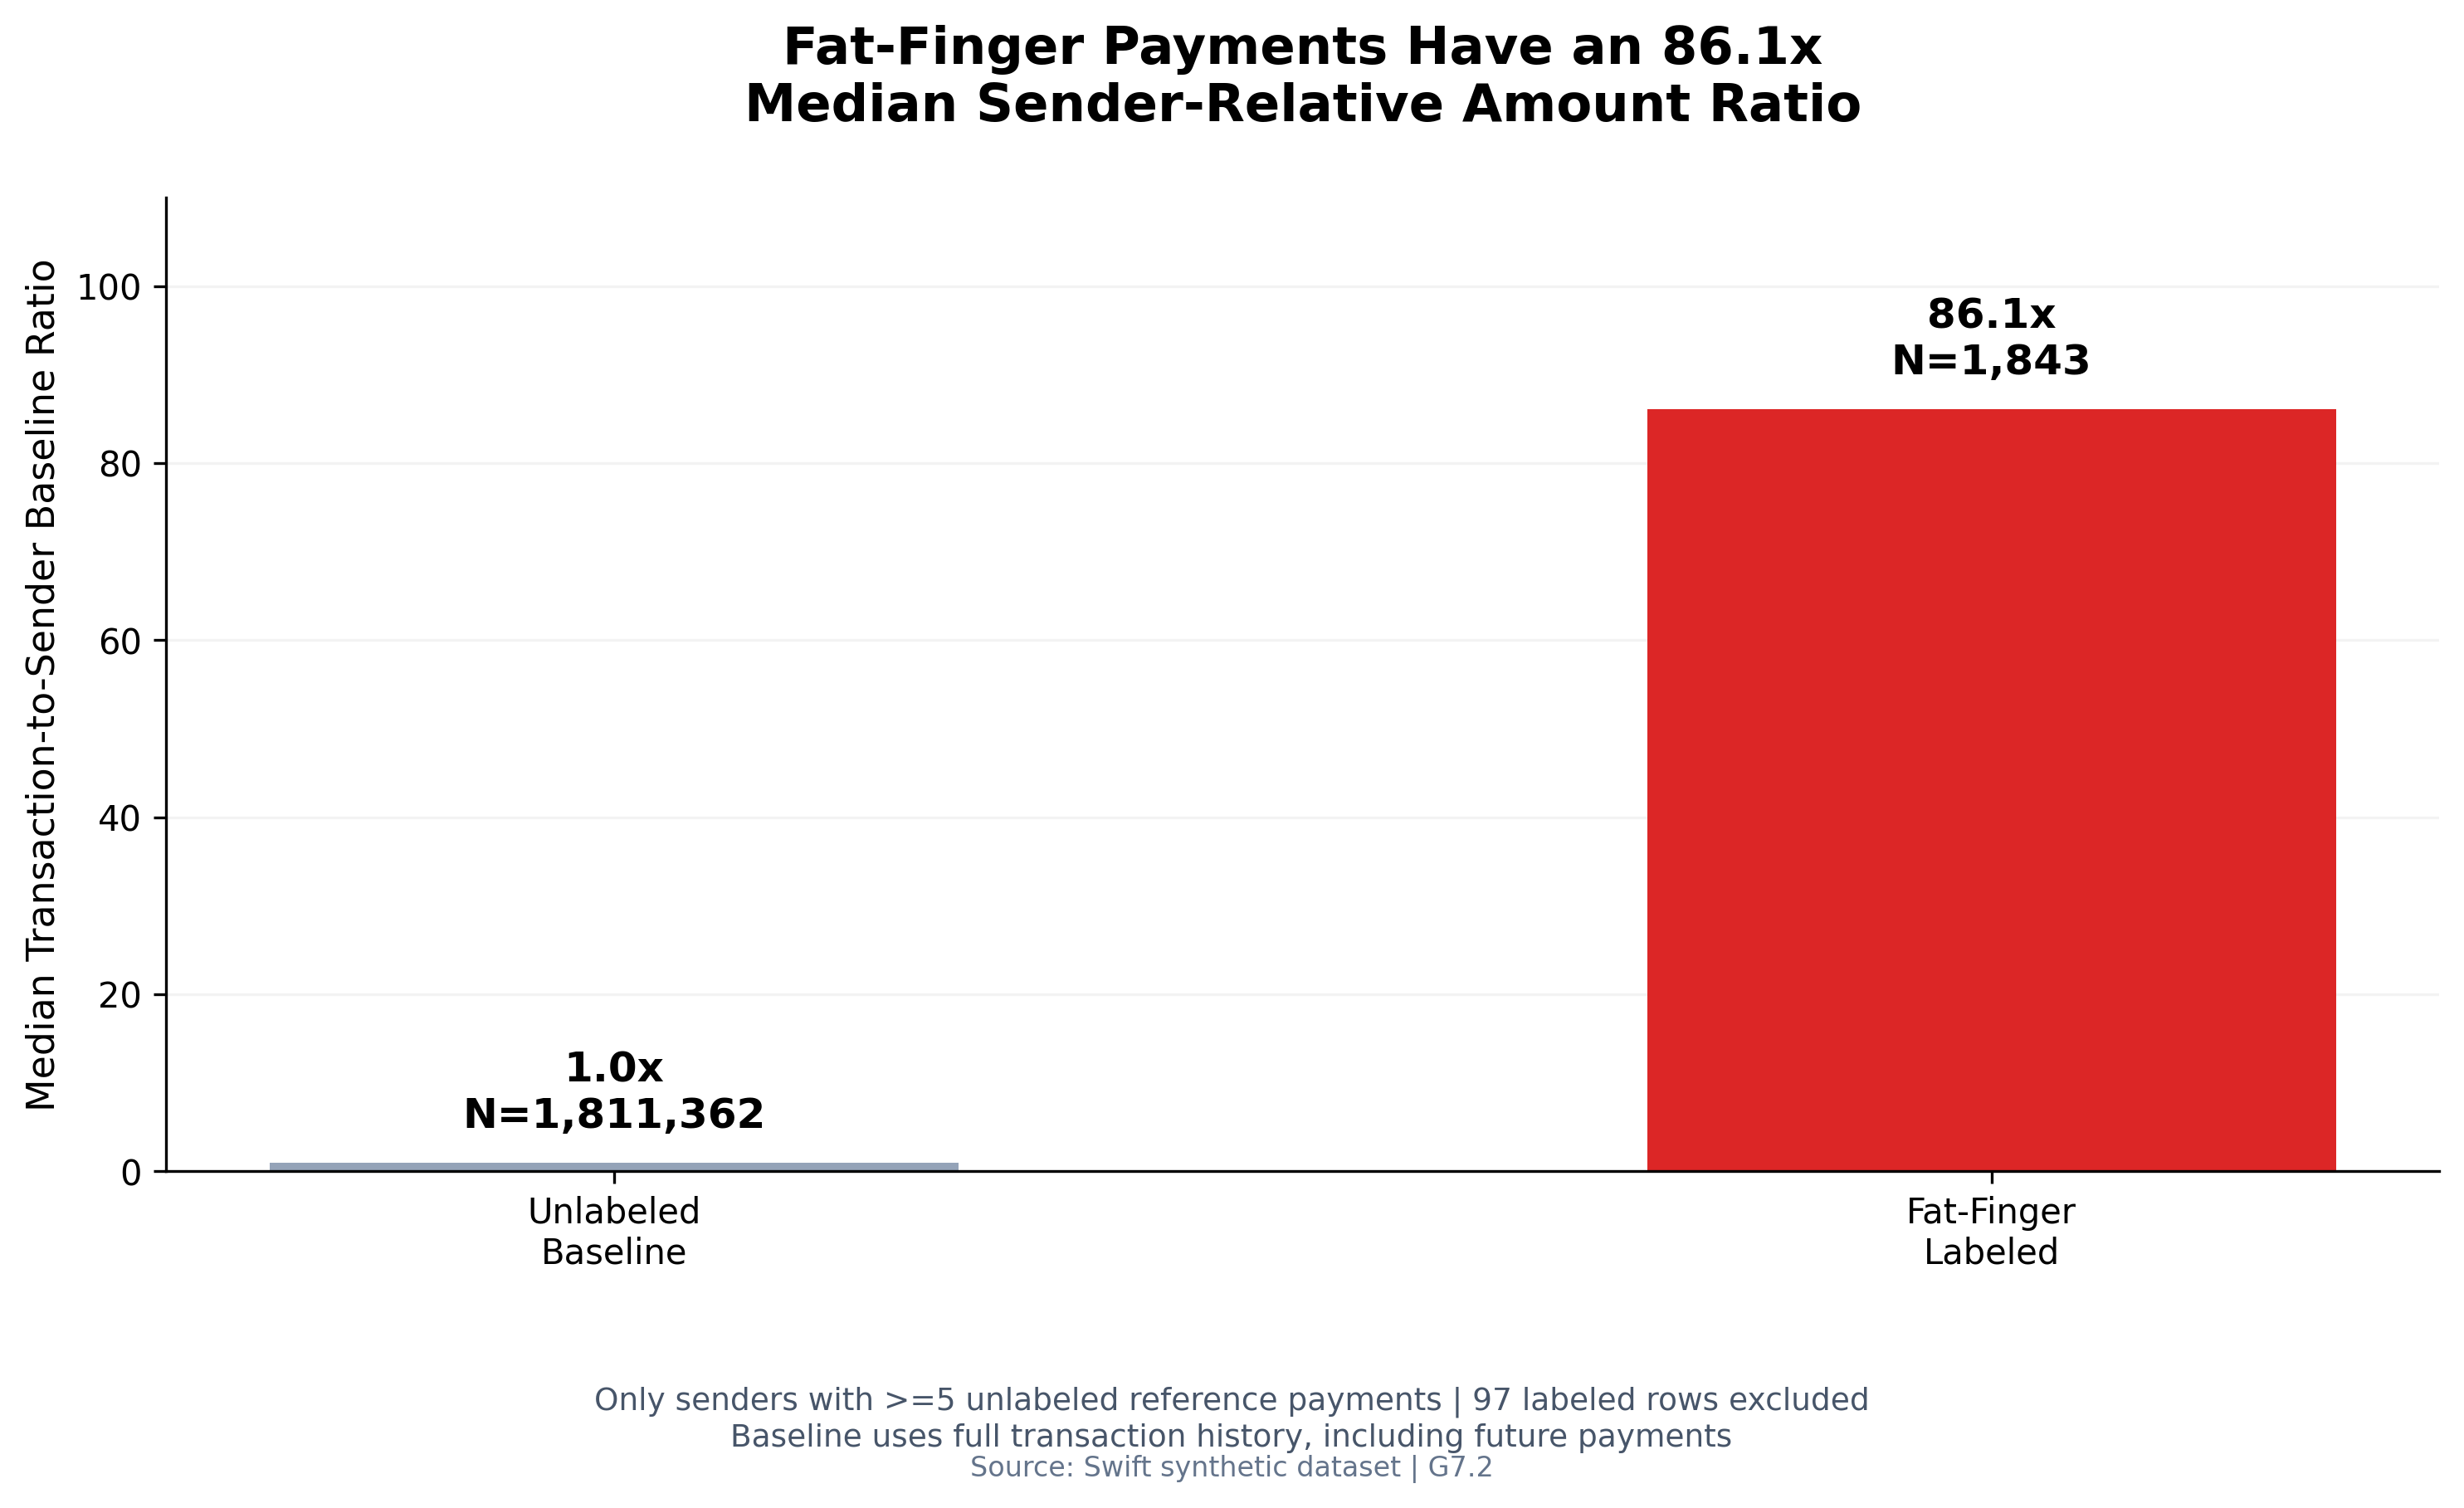 Fat-Finger Payments Have an 86.1x
Median Sender-Relative Amount Ratio
Median Transaction-to-Sender Baseline Ratio
100
80
60
40
20
0
1.0x
N=1,811,362
86.1x
N=1,843
Unlabeled
Baseline
Fat-Finger
Labeled
Only senders with >=5 unlabeled reference payments | 97 labeled rows excluded
Baseline uses full transaction history, including future payments
Source: Swift synthetic dataset | G7.2